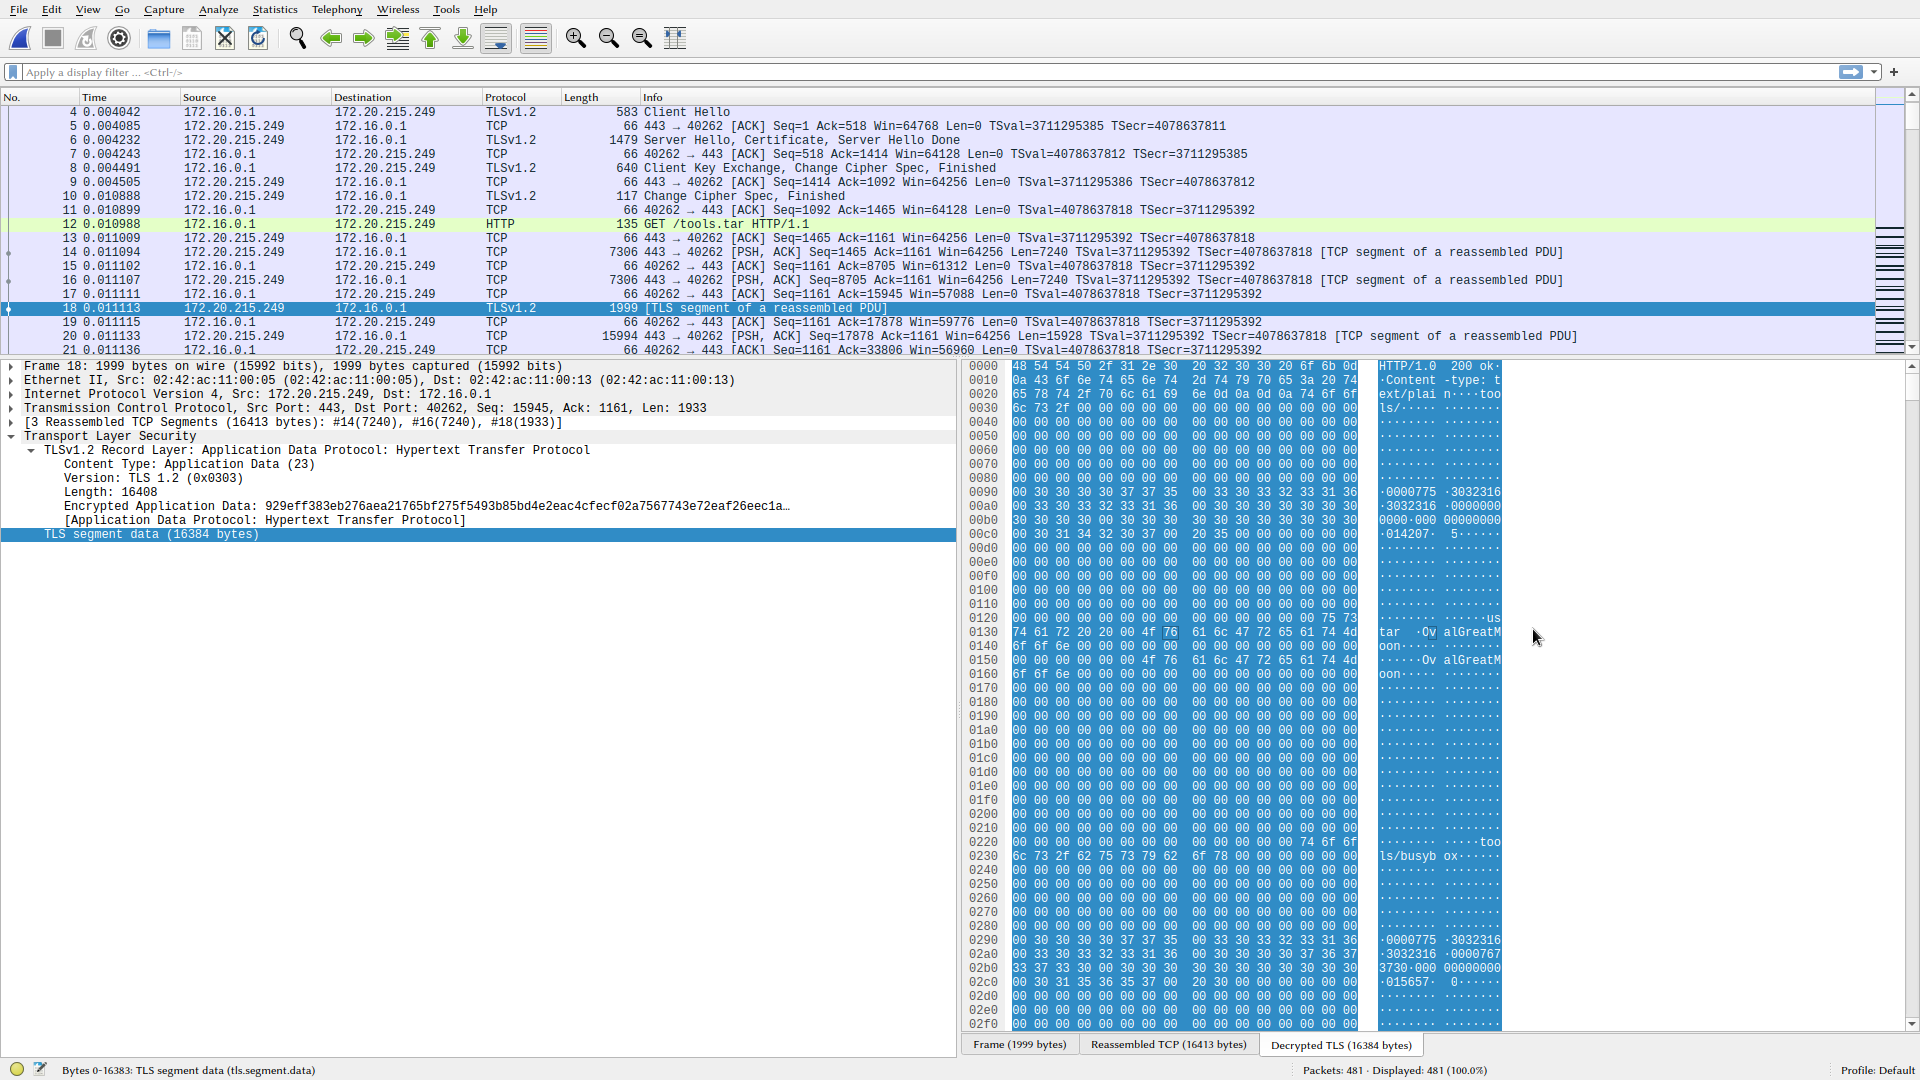 File Edit View Go Capture Analyze Statistics Telephony Wireless Tools Help
Apply a display filter ... <Ctrl-/>
No. Time Source Destination Protocol Length Info
4 0.004042 172.16.0.1 172.20.215.249 TLSv1.2 583 Client Hello
5 0.004085 172.20.215.249 172.16.0.1 TCP 66 443 → 40262 [ACK] Seq=1 Ack=518 Win=64768 Len=0 TSval=3711295385 TSecr=4078637811
6 0.004232 172.20.215.249 172.16.0.1 TLSv1.2 1479 Server Hello, Certificate, Server Hello Done
7 0.004243 172.16.0.1 172.20.215.249 TCP 66 40262 → 443 [ACK] Seq=518 Ack=1414 Win=64128 Len=0 TSval=4078637812 TSecr=3711295385
8 0.004491 172.16.0.1 172.20.215.249 TLSv1.2 640 Client Key Exchange, Change Cipher Spec, Finished
9 0.004505 172.20.215.249 172.16.0.1 TCP 66 443 → 40262 [ACK] Seq=1414 Ack=1092 Win=64256 Len=0 TSval=3711295386 TSecr=4078637812
10 0.010888 172.20.215.249 172.16.0.1 TLSv1.2 117 Change Cipher Spec, Finished
11 0.010899 172.16.0.1 172.20.215.249 TCP 66 40262 → 443 [ACK] Seq=1092 Ack=1465 Win=64128 Len=0 TSval=4078637818 TSecr=3711295392
12 0.010988 172.16.0.1 172.20.215.249 HTTP 135 GET /tools.tar HTTP/1.1
13 0.011009 172.20.215.249 172.16.0.1 TCP 66 443 → 40262 [ACK] Seq=1465 Ack=1161 Win=64256 Len=0 TSval=3711295392 TSecr=4078637818
14 0.011094 172.20.215.249 172.16.0.1 TCP 7306 443 → 40262 [PSH, ACK] Seq=1465 Ack=1161 Win=64256 Len=7240 TSval=3711295392 TSecr=4078637818 [TCP segment of a reassembled PDU]
15 0.011102 172.16.0.1 172.20.215.249 TCP 66 40262 → 443 [ACK] Seq=1161 Ack=8705 Win=61312 Len=0 TSval=4078637818 TSecr=3711295392
16 0.011107 172.20.215.249 172.16.0.1 TCP 7306 443 → 40262 [PSH, ACK] Seq=8705 Ack=1161 Win=64256 Len=7240 TSval=3711295392 TSecr=4078637818 [TCP segment of a reassembled PDU]
17 0.011111 172.16.0.1 172.20.215.249 TCP 66 40262 → 443 [ACK] Seq=1161 Ack=15945 Win=57088 Len=0 TSval=4078637818 TSecr=3711295392
18 0.011113 172.20.215.249 172.16.0.1 TLSv1.2 1999 [TLS segment of a reassembled PDU]
19 0.011115 172.16.0.1 172.20.215.249 TCP 66 40262 → 443 [ACK] Seq=1161 Ack=17878 Win=59776 Len=0 TSval=4078637818 TSecr=3711295392
20 0.011133 172.20.215.249 172.16.0.1 TCP 15994 443 → 40262 [PSH, ACK] Seq=17878 Ack=1161 Win=64256 Len=15928 TSval=3711295392 TSecr=4078637818 [TCP segment of a reassembled PDU]
21 0.011136 172.16.0.1 172.20.215.249 TCP 66 40262 → 443 [ACK] Seq=1161 Ack=33806 Win=56960 Len=0 TSval=4078637818 TSecr=3711295392
Frame 18: 1999 bytes on wire (15992 bits), 1999 bytes captured (15992 bits)
Ethernet II, Src: 02:42:ac:11:00:05 (02:42:ac:11:00:05), Dst: 02:42:ac:11:00:13 (02:42:ac:11:00:13)
Internet Protocol Version 4, Src: 172.20.215.249, Dst: 172.16.0.1
Transmission Control Protocol, Src Port: 443, Dst Port: 40262, Seq: 15945, Ack: 1161, Len: 1933
[3 Reassembled TCP Segments (16413 bytes): #14(7240), #16(7240), #18(1933)]
Transport Layer Security
TLSv1.2 Record Layer: Application Data Protocol: Hypertext Transfer Protocol
Content Type: Application Data (23)
Version: TLS 1.2 (0x0303)
Length: 16408
Encrypted Application Data: 929eff383eb276aea21765bf275f5493b85bd4e2eac4cfecf02a7567743e72eaf26eec1a…
[Application Data Protocol: Hypertext Transfer Protocol]
TLS segment data (16384 bytes)
0000 48 54 54 50 2f 31 2e 30 20 32 30 30 20 6f 6b 0d HTTP/1.0 200 ok·
0010 0a 43 6f 6e 74 65 6e 74 2d 74 79 70 65 3a 20 74 ·Content -type: t
0020 65 78 74 2f 70 6c 61 69 6e 0d 0a 0d 0a 74 6f 6f ext/plai n····too
0030 6c 73 2f 00 00 00 00 00 00 00 00 00 00 00 00 00 ls/····· ········
0040 00 00 00 00 00 00 00 00 00 00 00 00 00 00 00 00 ········ ········
0050 00 00 00 00 00 00 00 00 00 00 00 00 00 00 00 00 ········ ········
0060 00 00 00 00 00 00 00 00 00 00 00 00 00 00 00 00 ········ ········
0070 00 00 00 00 00 00 00 00 00 00 00 00 00 00 00 00 ········ ········
0080 00 00 00 00 00 00 00 00 00 00 00 00 00 00 00 00 ········ ········
0090 00 30 30 30 30 37 37 35 00 33 30 33 32 33 31 36 ·0000775 ·3032316
00a0 00 33 30 33 32 33 31 36 00 30 30 30 30 30 30 30 ·3032316 ·0000000
00b0 30 30 30 30 00 30 30 30 30 30 30 30 30 30 30 30 0000·000 00000000
00c0 00 30 31 34 32 30 37 00 20 35 00 00 00 00 00 00 ·014207· 5······
00d0 00 00 00 00 00 00 00 00 00 00 00 00 00 00 00 00 ········ ········
00e0 00 00 00 00 00 00 00 00 00 00 00 00 00 00 00 00 ········ ········
00f0 00 00 00 00 00 00 00 00 00 00 00 00 00 00 00 00 ········ ········
0100 00 00 00 00 00 00 00 00 00 00 00 00 00 00 00 00 ········ ········
0110 00 00 00 00 00 00 00 00 00 00 00 00 00 00 00 00 ········ ········
0120 00 00 00 00 00 00 00 00 00 00 00 00 00 00 75 73 ········ ······us
0130 74 61 72 20 20 00 4f 76 61 6c 47 72 65 61 74 4d tar ·Ov alGreatM
0140 6f 6f 6e 00 00 00 00 00 00 00 00 00 00 00 00 00 oon····· ········
0150 00 00 00 00 00 00 4f 76 61 6c 47 72 65 61 74 4d ······Ov alGreatM
0160 6f 6f 6e 00 00 00 00 00 00 00 00 00 00 00 00 00 oon····· ········
0170 00 00 00 00 00 00 00 00 00 00 00 00 00 00 00 00 ········ ········
0180 00 00 00 00 00 00 00 00 00 00 00 00 00 00 00 00 ········ ········
0190 00 00 00 00 00 00 00 00 00 00 00 00 00 00 00 00 ········ ········
01a0 00 00 00 00 00 00 00 00 00 00 00 00 00 00 00 00 ········ ········
01b0 00 00 00 00 00 00 00 00 00 00 00 00 00 00 00 00 ········ ········
01c0 00 00 00 00 00 00 00 00 00 00 00 00 00 00 00 00 ········ ········
01d0 00 00 00 00 00 00 00 00 00 00 00 00 00 00 00 00 ········ ········
01e0 00 00 00 00 00 00 00 00 00 00 00 00 00 00 00 00 ········ ········
01f0 00 00 00 00 00 00 00 00 00 00 00 00 00 00 00 00 ········ ········
0200 00 00 00 00 00 00 00 00 00 00 00 00 00 00 00 00 ········ ········
0210 00 00 00 00 00 00 00 00 00 00 00 00 00 00 00 00 ········ ········
0220 00 00 00 00 00 00 00 00 00 00 00 00 00 74 6f 6f ········ ·····too
0230 6c 73 2f 62 75 73 79 62 6f 78 00 00 00 00 00 00 ls/busyb ox······
0240 00 00 00 00 00 00 00 00 00 00 00 00 00 00 00 00 ········ ········
0250 00 00 00 00 00 00 00 00 00 00 00 00 00 00 00 00 ········ ········
0260 00 00 00 00 00 00 00 00 00 00 00 00 00 00 00 00 ········ ········
0270 00 00 00 00 00 00 00 00 00 00 00 00 00 00 00 00 ········ ········
0280 00 00 00 00 00 00 00 00 00 00 00 00 00 00 00 00 ········ ········
0290 00 30 30 30 30 37 37 35 00 33 30 33 32 33 31 36 ·0000775 ·3032316
02a0 00 33 30 33 32 33 31 36 00 30 30 30 30 37 36 37 ·3032316 ·0000767
02b0 33 37 33 30 00 30 30 30 30 30 30 30 30 30 30 30 3730·000 00000000
02c0 00 30 31 35 36 35 37 00 20 30 00 00 00 00 00 00 ·015657· 0······
02d0 00 00 00 00 00 00 00 00 00 00 00 00 00 00 00 00 ········ ········
02e0 00 00 00 00 00 00 00 00 00 00 00 00 00 00 00 00 ········ ········
02f0 00 00 00 00 00 00 00 00 00 00 00 00 00 00 00 00 ········ ········
Frame (1999 bytes) Reassembled TCP (16413 bytes) Decrypted TLS (16384 bytes)
Bytes 0-16383: TLS segment data (tls.segment.data) Packets: 481 · Displayed: 481 (100.0%) Profile: Default